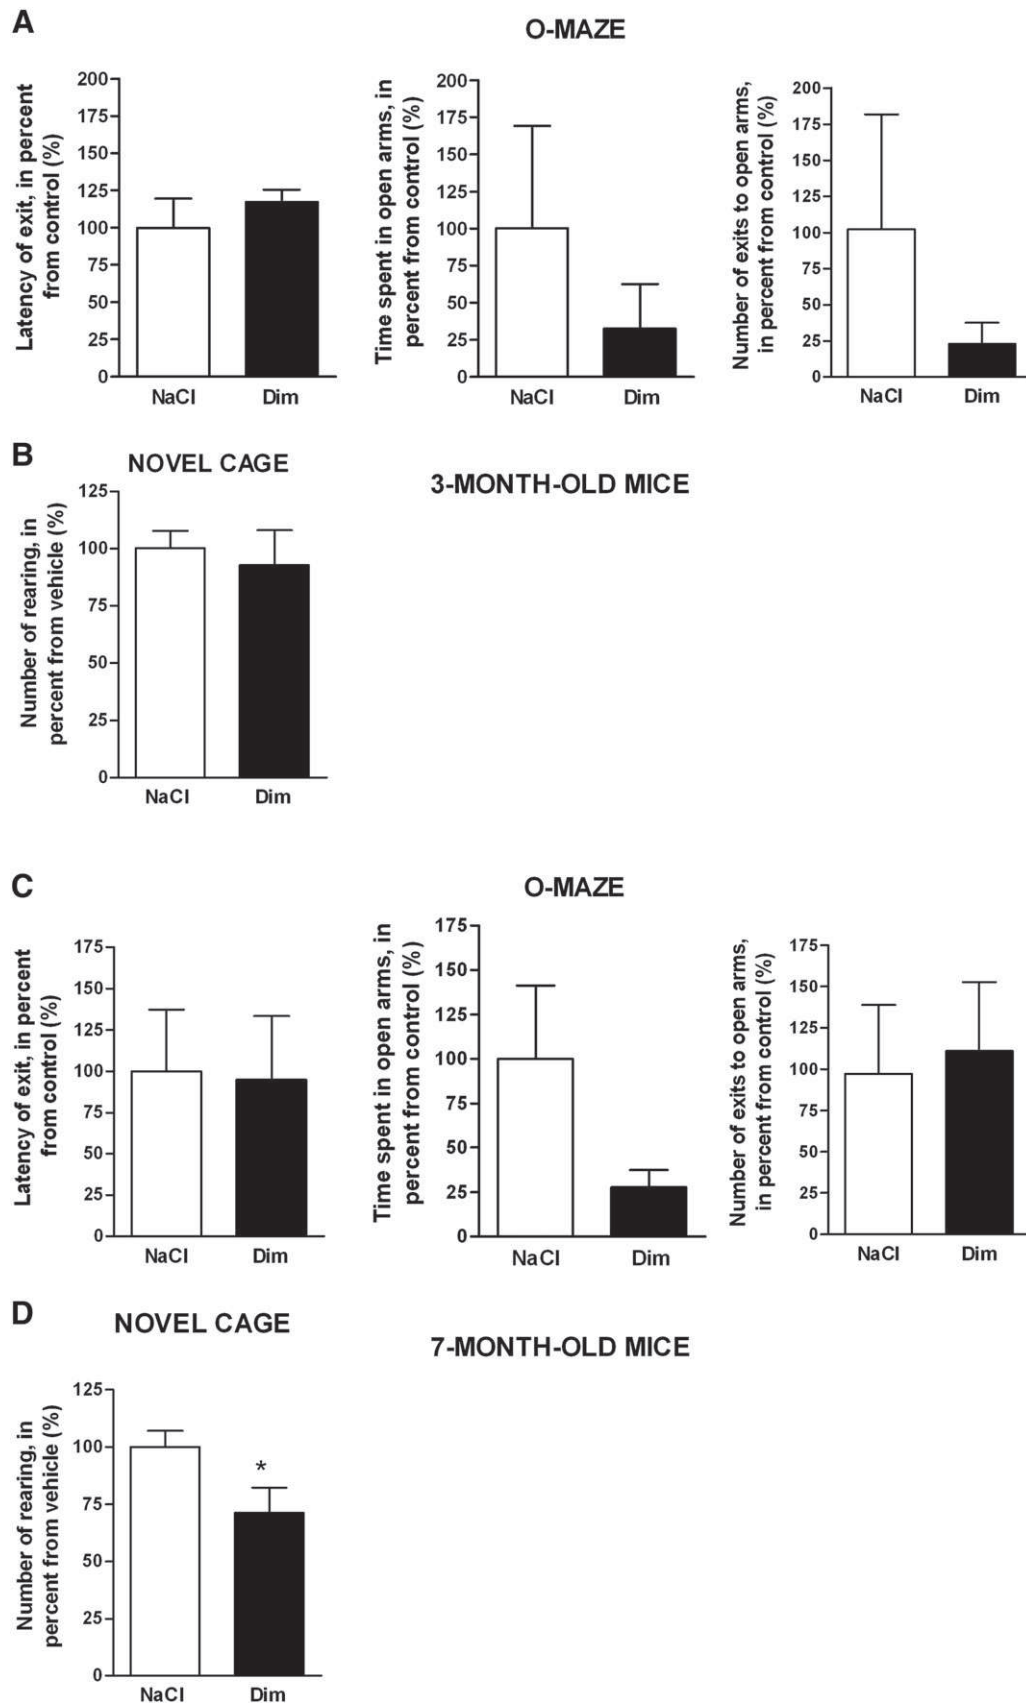 A
O-MAZE
Latency of exit, in percent
from control (%)
200
175
150
125
100
75
50
25
0
NaCl
Dim
Time spent in open arms, in
percent from control (%)
200
175
150
125
100
75
50
25
0
NaCl
Dim
Number of exits to open arms,
in percent from control (%)
200
175
150
125
100
75
50
25
0
NaCl
Dim
B
NOVEL CAGE
3-MONTH-OLD MICE
Number of rearing, in
percent from vehicle (%)
125
100
75
50
25
0
NaCl
Dim
C
O-MAZE
Latency of exit, in percent
from control (%)
175
150
125
100
75
50
25
0
NaCl
Dim
Time spent in open arms, in
percent from control (%)
175
150
125
100
75
50
25
0
NaCl
Dim
Number of exits to open arms,
in percent from control (%)
175
150
125
100
75
50
25
0
NaCl
Dim
D
NOVEL CAGE
7-MONTH-OLD MICE
Number of rearing, in
percent from vehicle (%)
125
100
75
50
25
0
*
NaCl
Dim